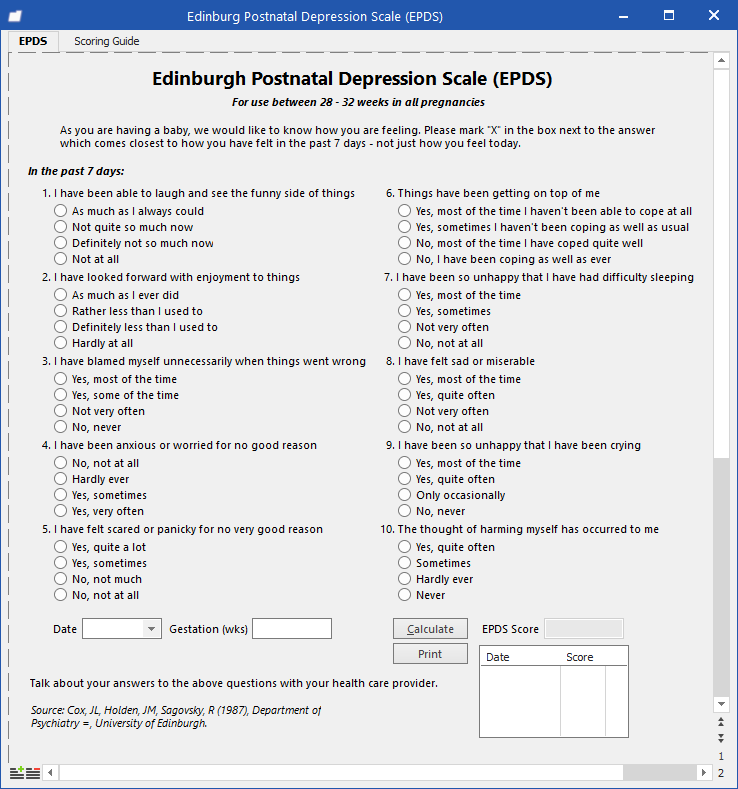 Edinburg Postnatal Depression Scale (EPDS)
EPDS
Scoring Guide
Edinburgh Postnatal Depression Scale (EPDS)
For use between 28 - 32 weeks in all pregnancies
As you are having a baby, we would like to know how you are feeling. Please mark "X" in the box next to the answer
which comes closest to how you have felt in the past 7 days - not just how you feel today.
In the past 7 days:
1. I have been able to laugh and see the funny side of things
As much as I always could
Not quite so much now
Definitely not so much now
Not at all
2. I have looked forward with enjoyment to things
As much as I ever did
Rather less than I used to
Definitely less than I used to
Hardly at all
3. I have blamed myself unnecessarily when things went wrong
Yes, most of the time
Yes, some of the time
Not very often
No, never
4. I have been anxious or worried for no good reason
No, not at all
Hardly ever
Yes, sometimes
Yes, very often
5. I have felt scared or panicky for no very good reason
Yes, quite a lot
Yes, sometimes
No, not much
No, not at all
6. Things have been getting on top of me
Yes, most of the time I haven't been able to cope at all
Yes, sometimes I haven't been coping as well as usual
No, most of the time I have coped quite well
No, I have been coping as well as ever
7. I have been so unhappy that I have had difficulty sleeping
Yes, most of the time
Yes, sometimes
Not very often
No, not at all
8. I have felt sad or miserable
Yes, most of the time
Yes, quite often
Not very often
No, not at all
9. I have been so unhappy that I have been crying
Yes, most of the time
Yes, quite often
Only occasionally
No, never
10. The thought of harming myself has occurred to me
Yes, quite often
Sometimes
Hardly ever
Never
Date
Gestation (wks)
Calculate
EPDS Score
Print
Date Score
Talk about your answers to the above questions with your health care provider.
Source: Cox, JL, Holden, JM, Sagovsky, R (1987), Department of
Psychiatry =, University of Edinburgh.
1
2